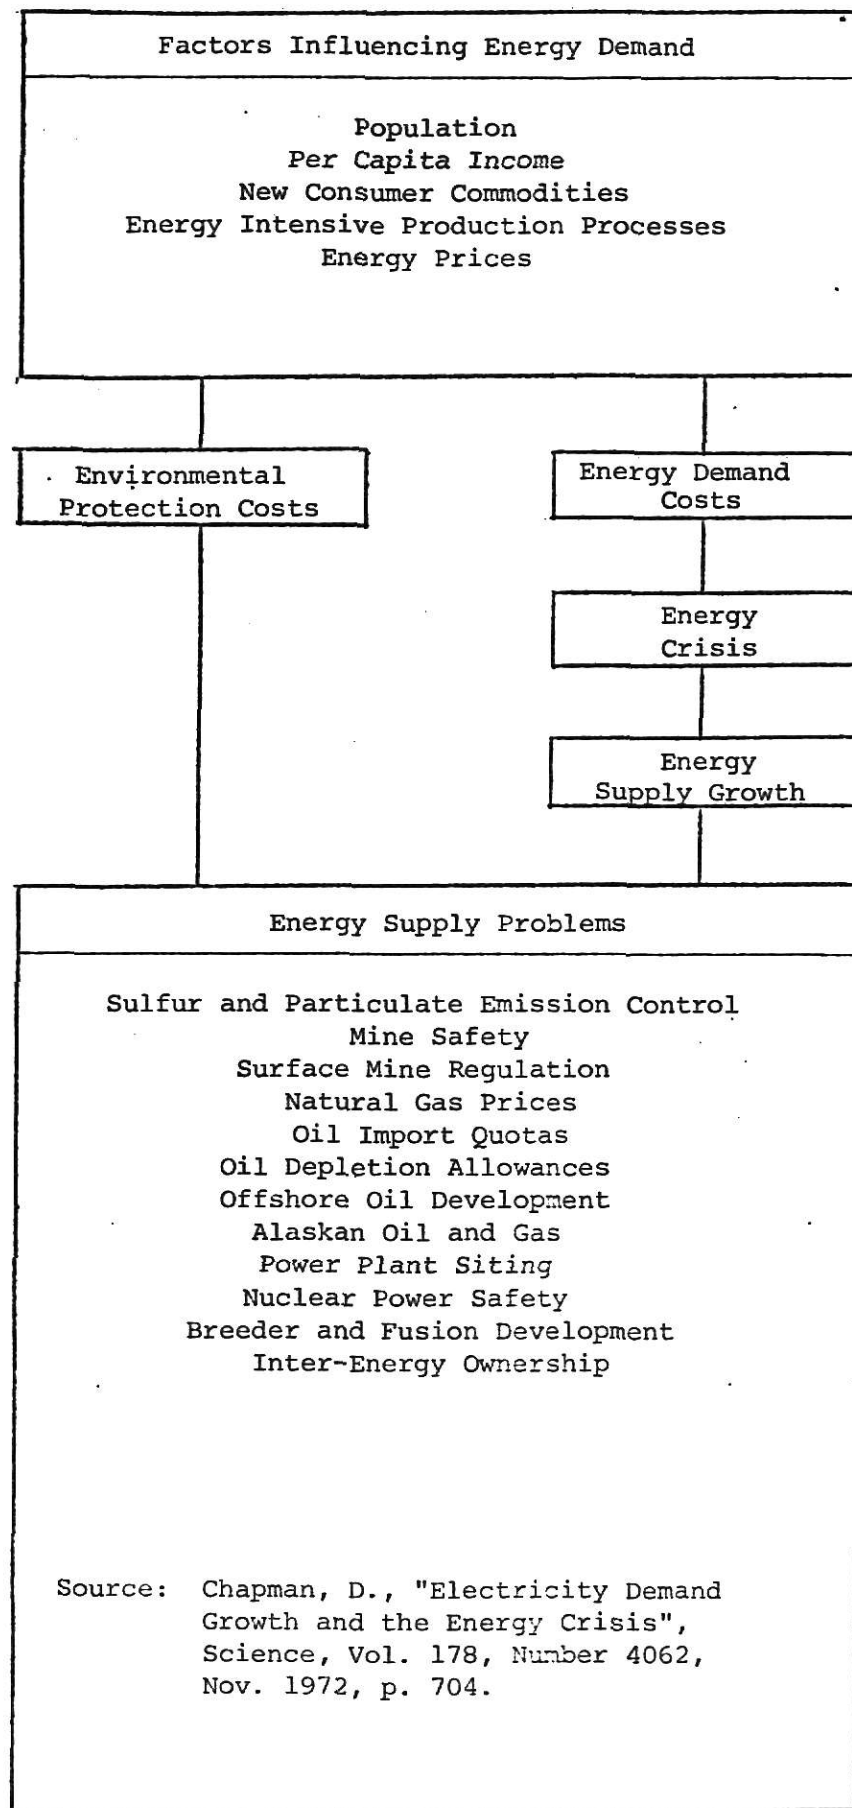 Factors Influencing Energy Demand
Population
Per Capita Income
New Consumer Commodities
Energy Intensive Production Processes
Energy Prices
Environmental
Protection Costs
Energy Demand
Costs
Energy
Crisis
Energy
Supply Growth
Energy Supply Problems
Sulfur and Particulate Emission Control
Mine Safety
Surface Mine Regulation
Natural Gas Prices
Oil Import Quotas
Oil Depletion Allowances
Offshore Oil Development
Alaskan Oil and Gas
Power Plant Siting
Nuclear Power Safety
Breeder and Fusion Development
Inter-Energy Ownership
Source: Chapman, D., "Electricity Demand
Growth and the Energy Crisis",
Science, Vol. 178, Number 4062,
Nov. 1972, p. 704.